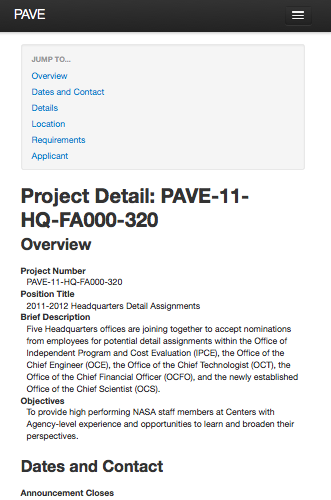 PAVE
JUMP TO...
Overview
Dates and Contact
Details
Location
Requirements
Applicant
Project Detail: PAVE-11-
HQ-FA000-320
Overview
Project Number
PAVE-11-HQ-FA000-320
Position Title
2011-2012 Headquarters Detail Assignments
Brief Description
Five Headquarters offices are joining together to accept nominations
from employees for potential detail assignments within the Office of
Independent Program and Cost Evaluation (IPCE), the Office of the
Chief Engineer (OCE), the Office of the Chief Technologist (OCT), the
Office of the Chief Financial Officer (OCFO), and the newly established
Office of the Chief Scientist (OCS).
Objectives
To provide high performing NASA staff members at Centers with
Agency-level experience and opportunities to learn and broaden their
perspectives.
Dates and Contact
Announcement Closes